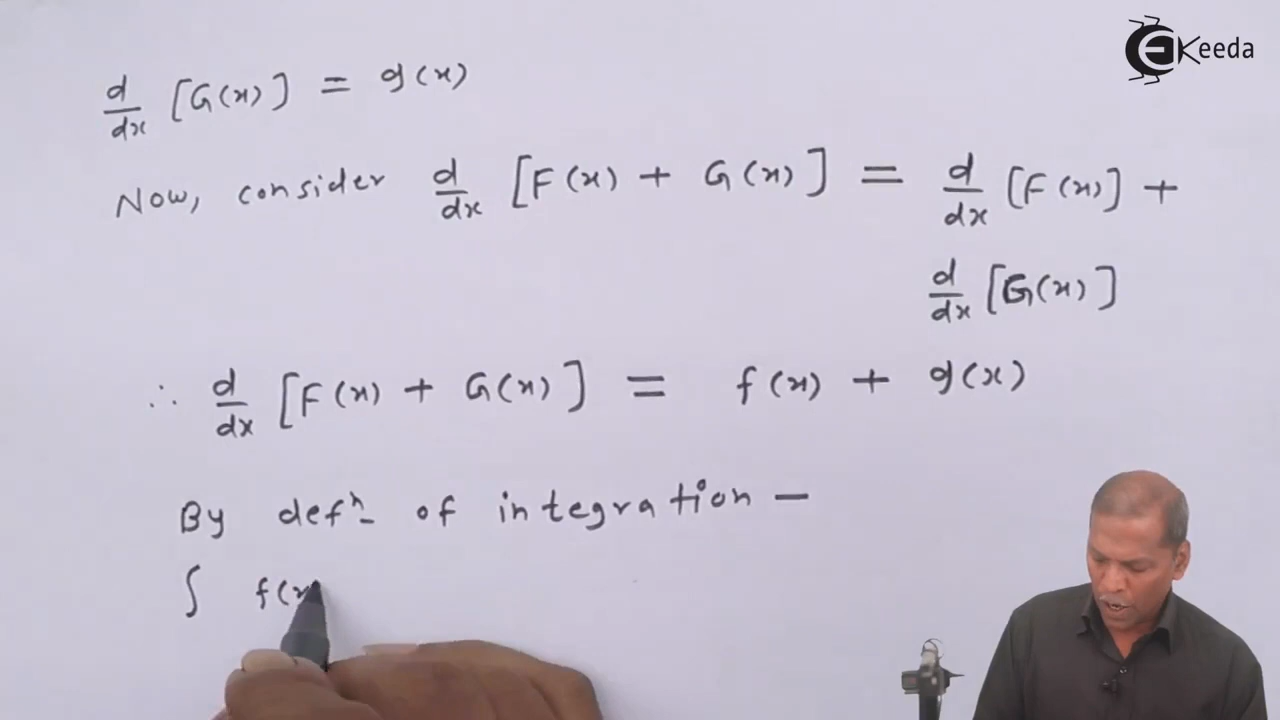 EKeeda
d/dx [G(x)] = g(x)
Now, consider d/dx [F(x) + G(x)] = d/dx [F(x)] +
d/dx [G(x)]
∴ d/dx [F(x) + G(x)] = f(x) + g(x)
By defn of integration –
∫ f(x